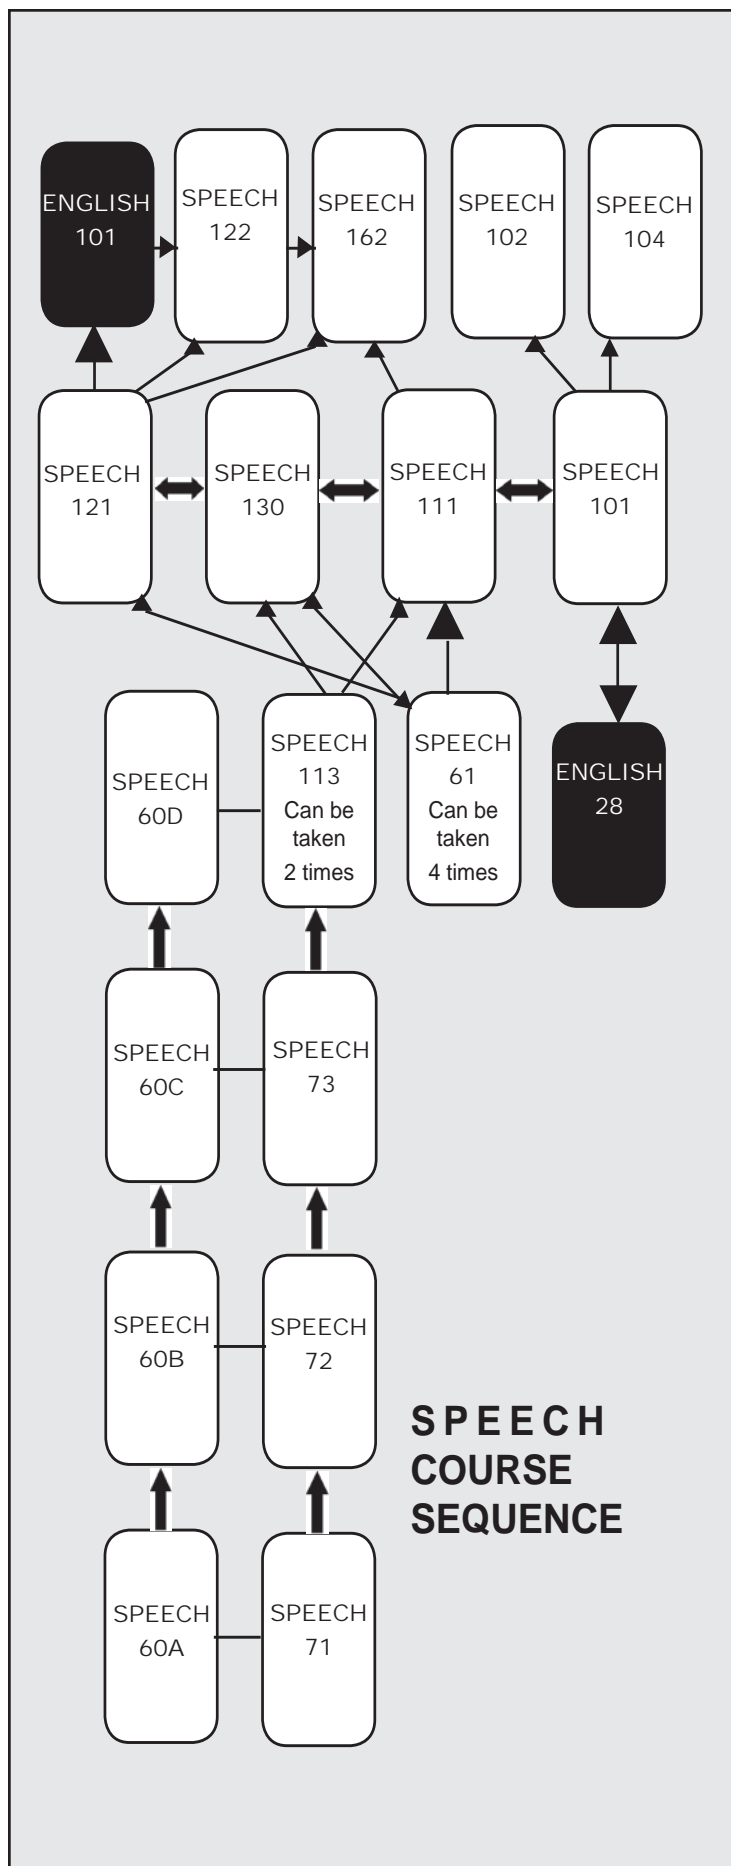 ENGLISH
101
SPEECH
122
SPEECH
162
SPEECH
102
SPEECH
104
SPEECH
121
SPEECH
130
SPEECH
111
SPEECH
101
SPEECH
60D
SPEECH
113
Can be
taken
2 times
SPEECH
61
Can be
taken
4 times
ENGLISH
28
SPEECH
60C
SPEECH
73
SPEECH
60B
SPEECH
72
SPEECH
COURSE
SEQUENCE
SPEECH
60A
SPEECH
71